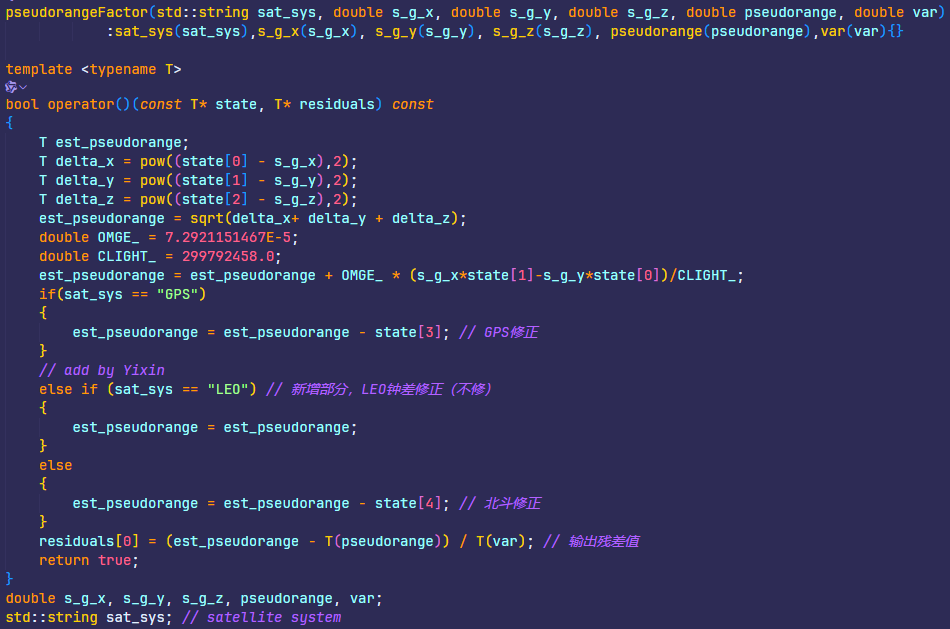 pseudorangeFactor(std::string sat_sys, double s_g_x, double s_g_y, double s_g_z, double pseudorange, double var)
:sat_sys(sat_sys),s_g_x(s_g_x), s_g_y(s_g_y), s_g_z(s_g_z), pseudorange(pseudorange),var(var){}
template <typename T>
bool operator()(const T* state, T* residuals) const
{
T est_pseudorange;
T delta_x = pow((state[0] - s_g_x),2);
T delta_y = pow((state[1] - s_g_y),2);
T delta_z = pow((state[2] - s_g_z),2);
est_pseudorange = sqrt(delta_x+ delta_y + delta_z);
double OMGE_ = 7.2921151467E-5;
double CLIGHT_ = 299792458.0;
est_pseudorange = est_pseudorange + OMGE_ * (s_g_x*state[1]-s_g_y*state[0])/CLIGHT_;
if(sat_sys == "GPS")
{
est_pseudorange = est_pseudorange - state[3]; // GPS修正
}
// add by Yixin
else if (sat_sys == "LEO") // 新增部分，LEO钟差修正（不修）
{
est_pseudorange = est_pseudorange;
}
else
{
est_pseudorange = est_pseudorange - state[4]; // 北斗修正
}
residuals[0] = (est_pseudorange - T(pseudorange)) / T(var); // 输出残差值
return true;
}
double s_g_x, s_g_y, s_g_z, pseudorange, var;
std::string sat_sys; // satellite system